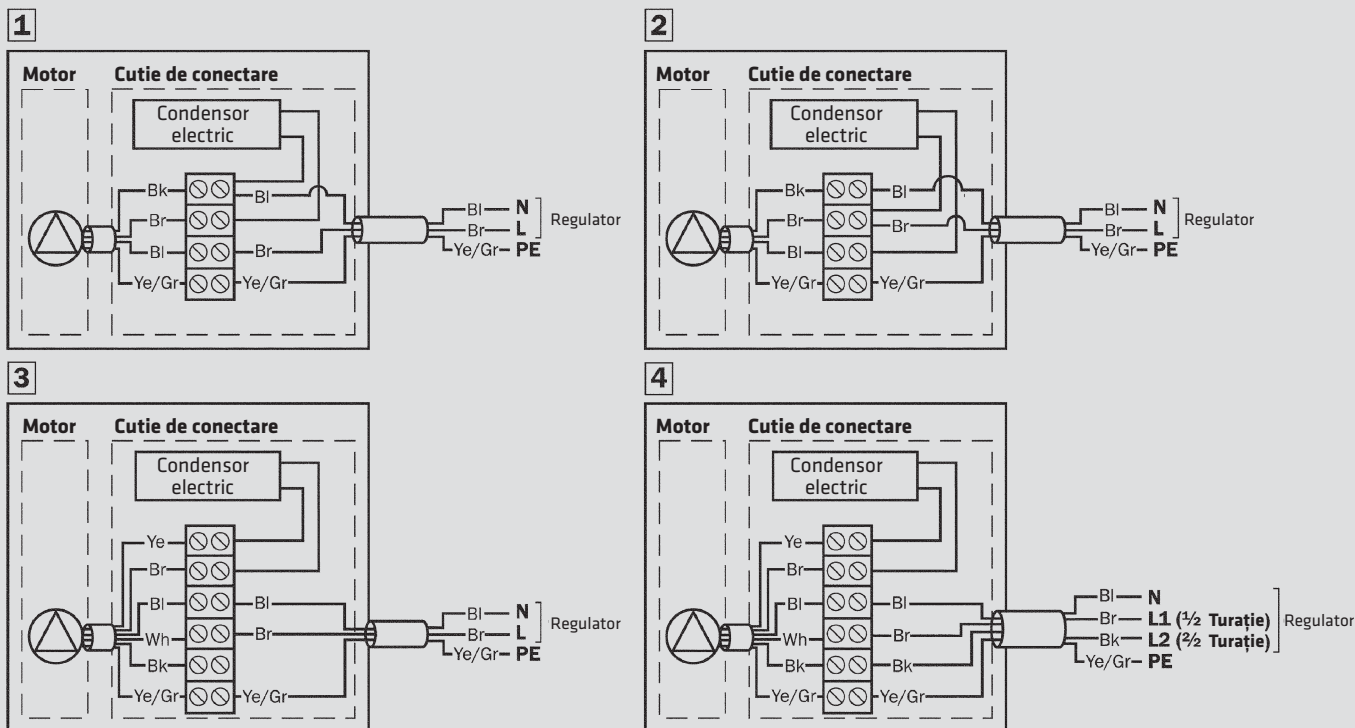 1
Motor Cutie de conectare
Condensor
electric
Bk
Bl
Br
Bl
Br
Ye/Gr
Ye/Gr
Bl N
Br L
Ye/Gr PE
Regulator
2
Motor Cutie de conectare
Condensor
electric
Bk
Bl
Br
Br
Bl
Ye/Gr
Ye/Gr
Bl N
Br L
Ye/Gr PE
Regulator
3
Motor Cutie de conectare
Condensor
electric
Ye
Br
Bl
Bl
Wh
Br
Bk
Ye/Gr
Ye/Gr
Bl N
Br L
Ye/Gr PE
Regulator
4
Motor Cutie de conectare
Condensor
electric
Ye
Br
Bl
Bl
Wh
Br
Bk
Bk
Ye/Gr
Ye/Gr
Bl N
Br L1 (½ Turație)
Bk L2 (2/2 Turație)
Ye/Gr PE
Regulator